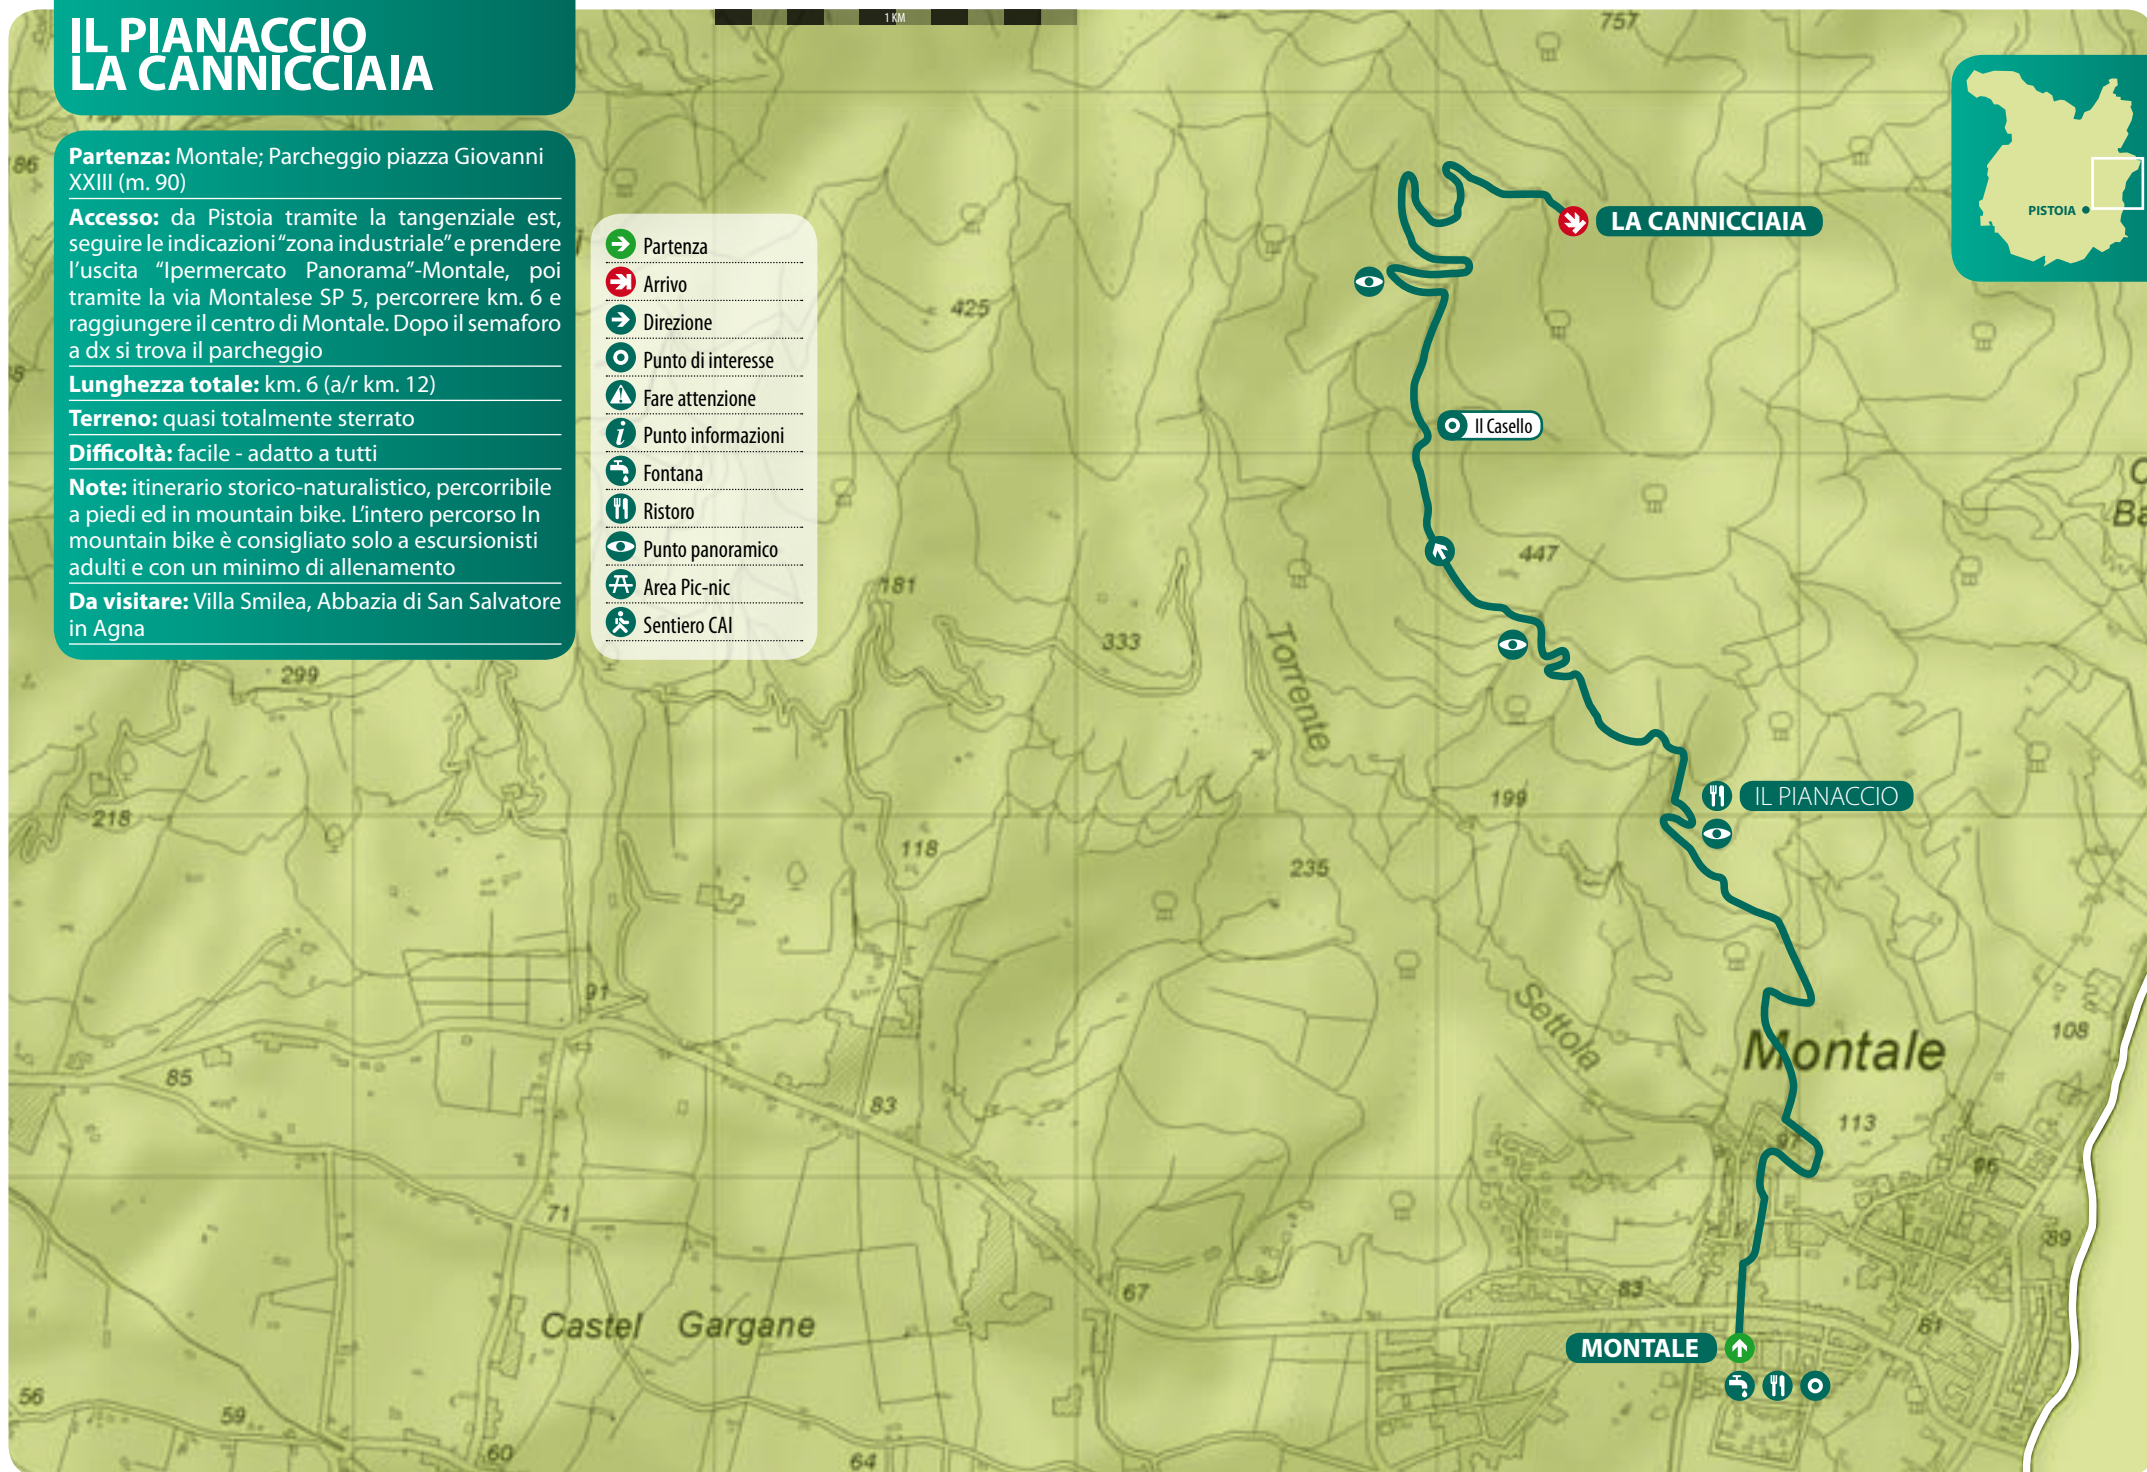 IL PIANACCIO
LA CANNICCIAIA
Partenza: Montale; Parcheggio piazza Giovanni
XXIII (m. 90)
Accesso: da Pistoia tramite la tangenziale est,
seguire le indicazioni “zona industriale” e prendere
l’uscita “Ipermercato Panorama”-Montale, poi
tramite la via Montalese SP 5, percorrere km. 6 e
raggiungere il centro di Montale. Dopo il semaforo
a dx si trova il parcheggio
Lunghezza totale: km. 6 (a/r km. 12)
Terreno: quasi totalmente sterrato
Difficoltà: facile - adatto a tutti
Note: itinerario storico-naturalistico, percorribile
a piedi ed in mountain bike. L’intero percorso In
mountain bike è consigliato solo a escursionisti
adulti e con un minimo di allenamento
Da visitare: Villa Smilea, Abbazia di San Salvatore
in Agna
Partenza
Arrivo
Direzione
Punto di interesse
Fare attenzione
Punto informazioni
Fontana
Ristoro
Punto panoramico
Area Pic-nic
Sentiero CAI
1 KM
757
PISTOIA
86
LA CANNICCIAIA
425
Il Casello
447
181
333
Torrente
299
IL PIANACCIO
199
218
118
235
91
Settola
Montale
108
85
83
113
97
96
71
89
67
83
Castel Gargane
81
MONTALE
56
59
60
64